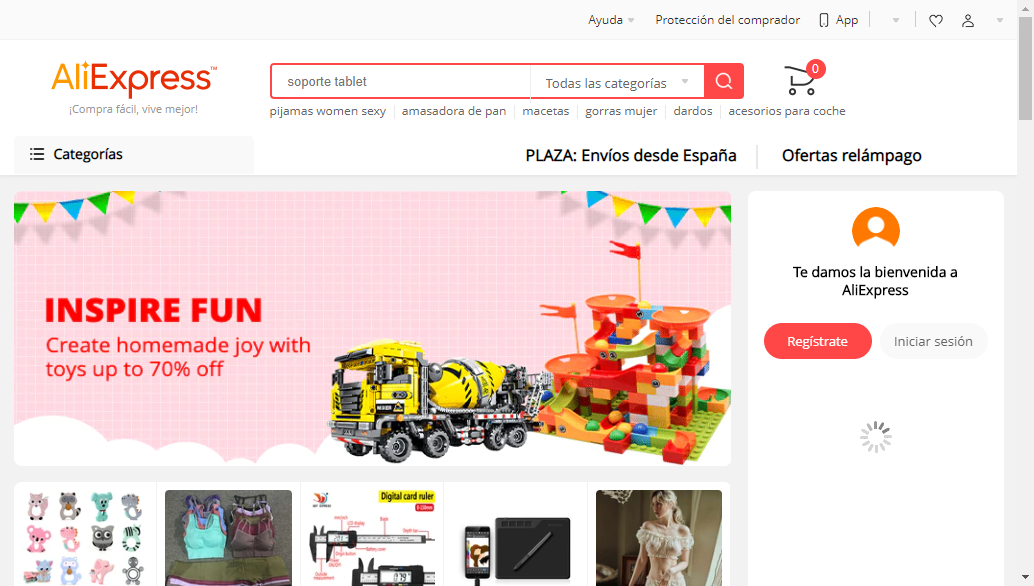 Ayuda
Protección del comprador
App
AliExpress™
¡Compra fácil, vive mejor!
soporte tablet
Todas las categorías
0
pijamas women sexy
amasadora de pan
macetas
gorras mujer
dardos
acesorios para coche
Categorías
PLAZA: Envíos desde España
Ofertas relámpago
INSPIRE FUN
Create homemade joy with
toys up to 70% off
Te damos la bienvenida a
AliExpress
Regístrate
Iniciar sesión
Digital card ruler